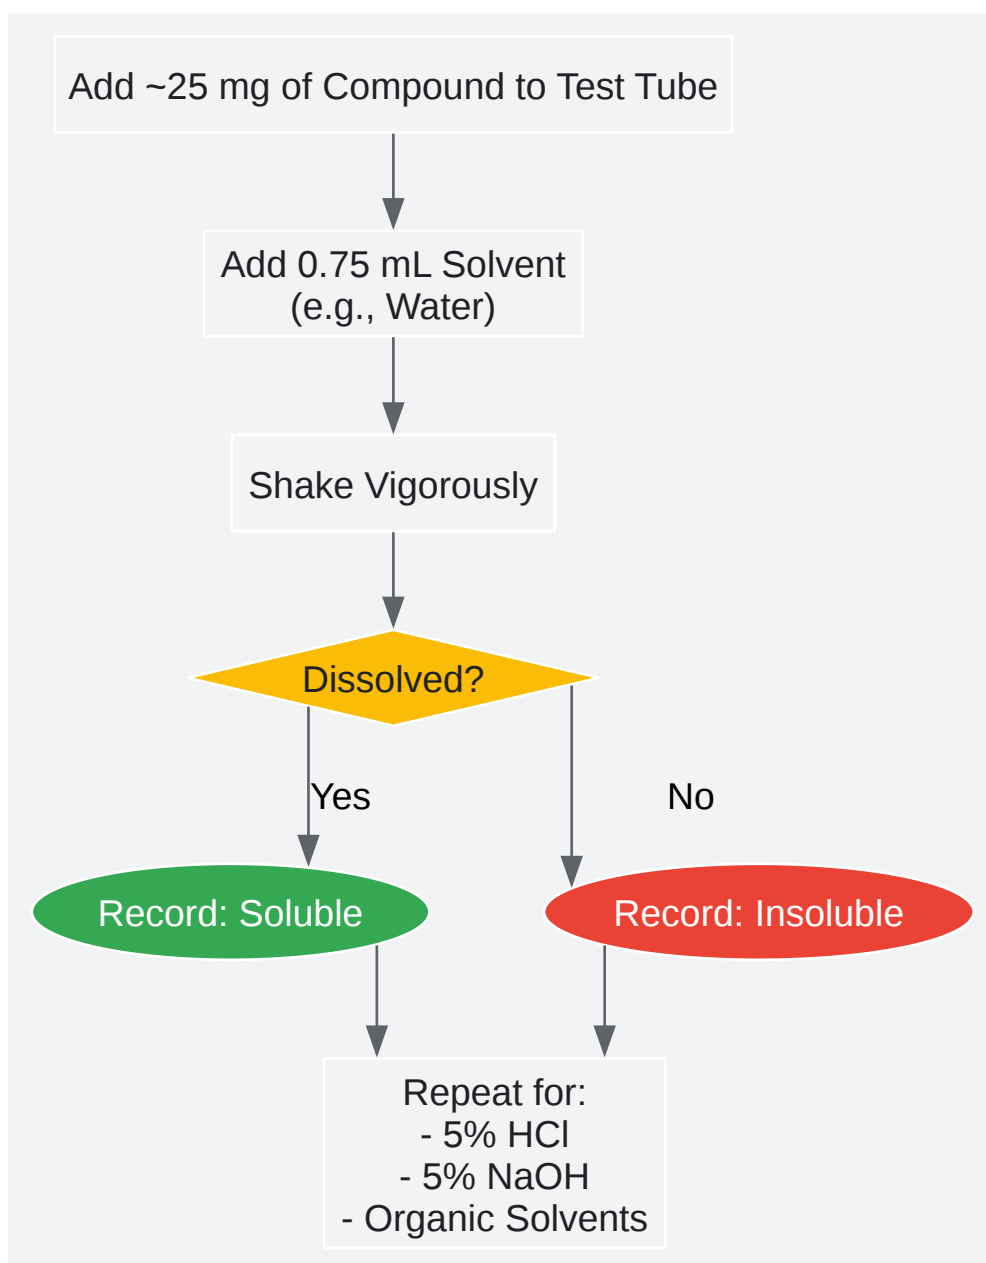 Add ~25 mg of Compound to Test Tube
Add 0.75 mL Solvent
(e.g., Water)
Shake Vigorously
Dissolved?
Yes
No
Record: Soluble
Record: Insoluble
Repeat for:
- 5% HCl
- 5% NaOH
- Organic Solvents